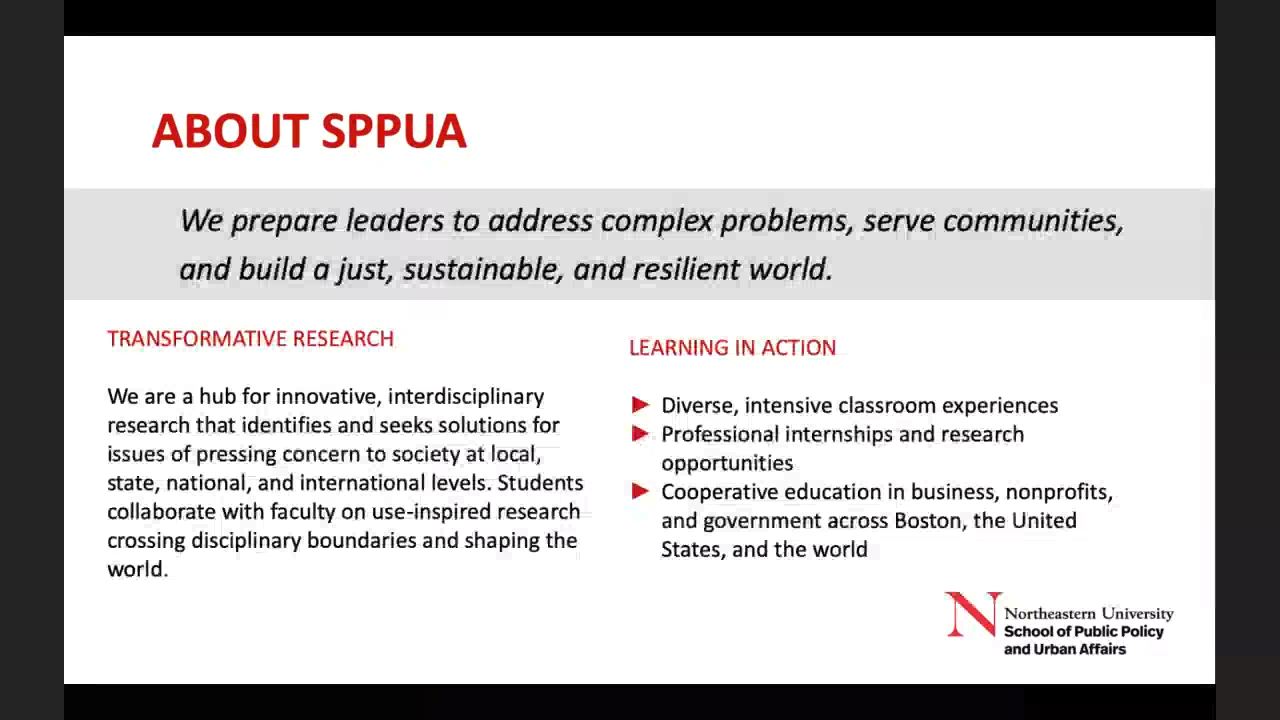 ABOUT SPPUA
We prepare leaders to address complex problems, serve communities,
and build a just, sustainable, and resilient world.
TRANSFORMATIVE RESEARCH
We are a hub for innovative, interdisciplinary
research that identifies and seeks solutions for
issues of pressing concern to society at local,
state, national, and international levels. Students
collaborate with faculty on use-inspired research
crossing disciplinary boundaries and shaping the
world.
LEARNING IN ACTION
Diverse, intensive classroom experiences
Professional internships and research
opportunities
Cooperative education in business, nonprofits,
and government across Boston, the United
States, and the world
N
Northeastern University
School of Public Policy
and Urban Affairs